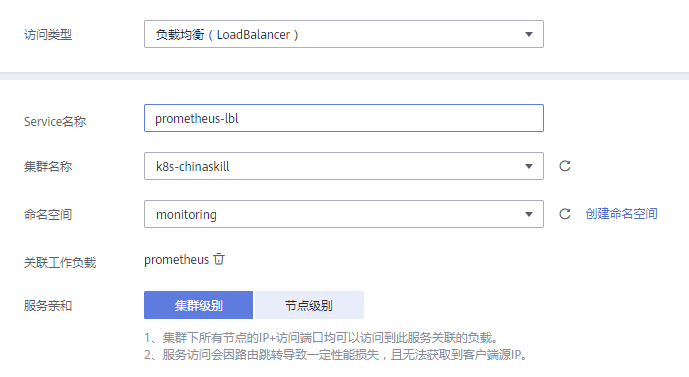 访问类型 负载均衡（LoadBalancer）
Service名称 prometheus-lbl
集群名称 k8s-chinaskill
命名空间 monitoring 创建命名空间
关联工作负载 prometheus
服务亲和 集群级别 节点级别
1、集群下所有节点的IP+访问端口均可以访问到此服务关联的负载。
2、服务访问会因路由跳转导致一定性能损失，且无法获取到客户端源IP。